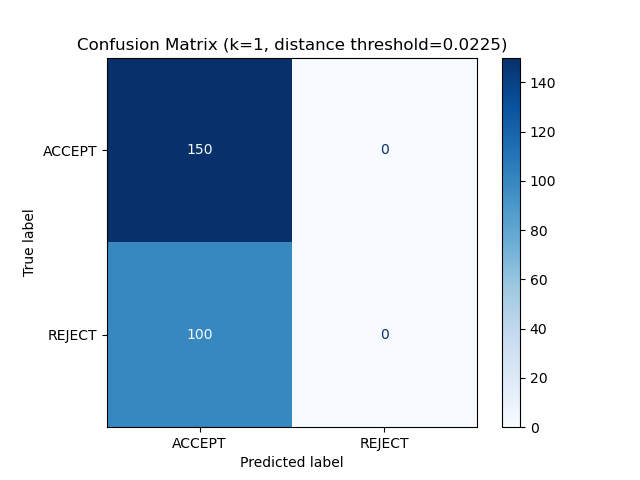 Confusion Matrix (k=1, distance threshold=0.0225)
True label
ACCEPT
REJECT
150
0
100
0
ACCEPT
REJECT
Predicted label
140
120
100
80
60
40
20
0